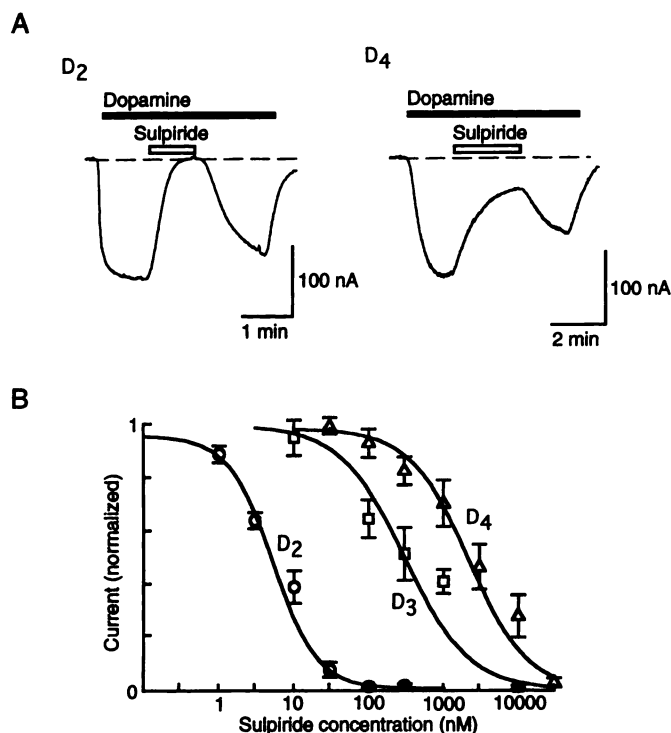 A
D2
Dopamine
Sulpiride
100 nA
1 min
D4
Dopamine
Sulpiride
100 nA
2 min
B
Current (normalized)
1
0
D2
D3
D4
1 10 100 1000 10000
Sulpiride concentration (nM)